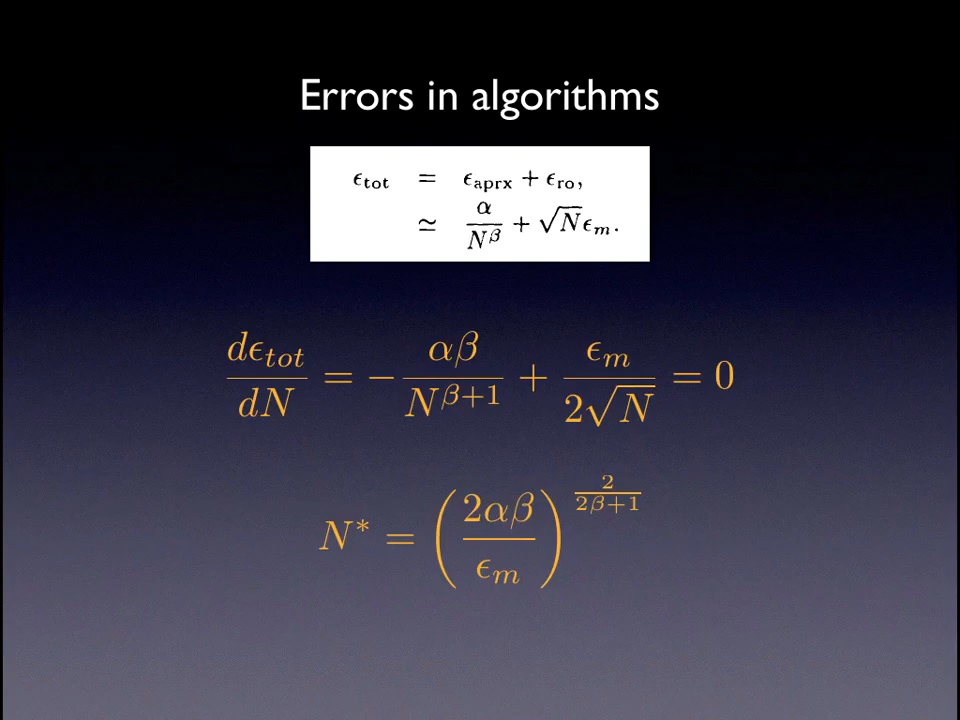 Errors in algorithms
ϵ_tot = ϵ_aprx + ϵ_ro,
≃ α/N^β + √N ϵ_m.
dϵ_tot/dN = −αβ/N^(β+1) + ϵ_m/(2√N) = 0
N* = (2αβ/ϵ_m)^(2/(2β+1))